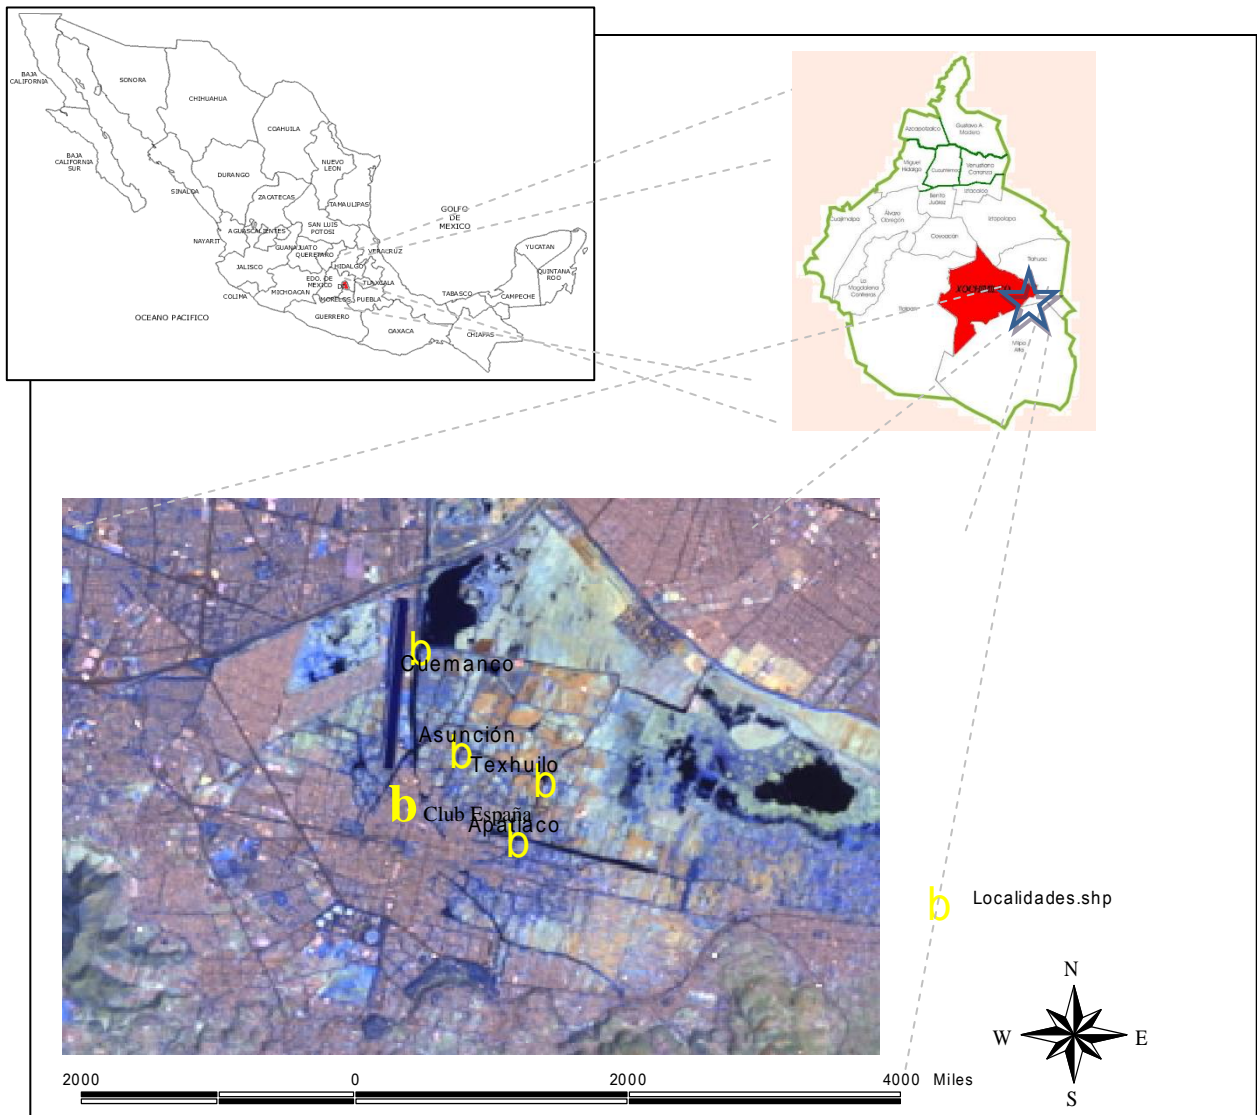 BAJA
CALIFORNIA
SONORA
CHIHUAHUA
COAHUILA
BAJA
CALIFORNIA
SUR
NUEVO
LEON
DURANGO
SINALOA
ZACATECAS
TAMAULIPAS
GOLFO
DE
MEXICO
SAN LUIS
POTOSI
AGUASCALIENTES
NAYARIT
GUANAJUATO
QUERETARO
VERACRUZ
YUCATAN
JALISCO
HIDALGO
QUINTANA
ROO
EDO. DE
MEXICO
DF
TLAXCALA
COLIMA
MICHOACAN
MORELOS
PUEBLA
TABASCO
CAMPECHE
OCEANO PACIFICO
GUERRERO
OAXACA
CHIAPAS
Azcapotzalco
Gustavo A.
Madero
Miguel
Hidalgo
Cuauhtémoc
Venustiano
Carranza
Benito
Juárez
Iztacalco
Cuajimalpa
Álvaro
Obregón
Iztapalapa
Coyoacan
Tlahuac
La
Magdalena
Contreras
Tlalpan
Milpa
Alta
b
Cuemanco
Asunción
b
Texhuilo
b
b Club España
Apatlaco
b
b Localidades.shp
N
W E
S
2000 0 2000 4000 Miles